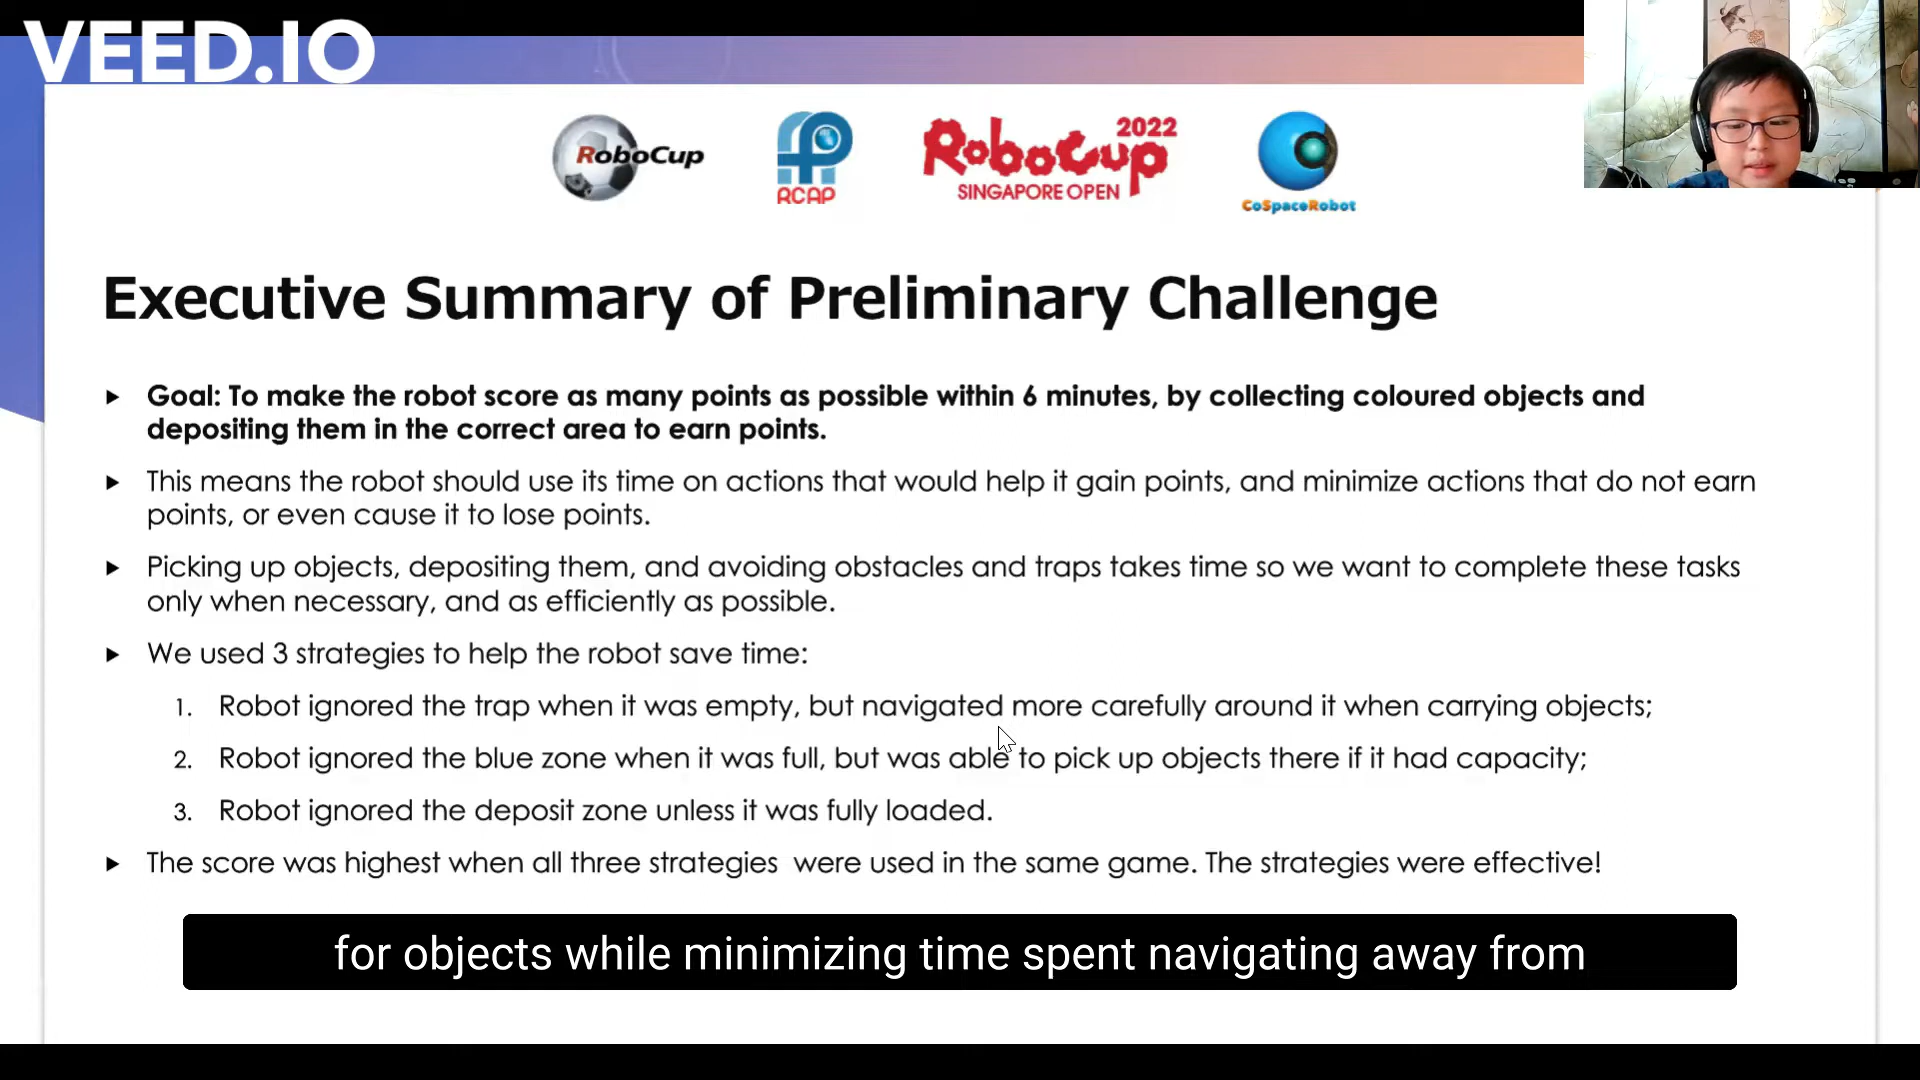 VEED.IO
RoboCup
RCAP
2022
RoboCup
SINGAPORE OPEN
CoSpaceRobot
Executive Summary of Preliminary Challenge
Goal: To make the robot score as many points as possible within 6 minutes, by collecting coloured objects and
depositing them in the correct area to earn points.
This means the robot should use its time on actions that would help it gain points, and minimize actions that do not earn
points, or even cause it to lose points.
Picking up objects, depositing them, and avoiding obstacles and traps takes time so we want to complete these tasks
only when necessary, and as efficiently as possible.
We used 3 strategies to help the robot save time:
1. Robot ignored the trap when it was empty, but navigated more carefully around it when carrying objects;
2. Robot ignored the blue zone when it was full, but was able to pick up objects there if it had capacity;
3. Robot ignored the deposit zone unless it was fully loaded.
The score was highest when all three strategies were used in the same game. The strategies were effective!
for objects while minimizing time spent navigating away from